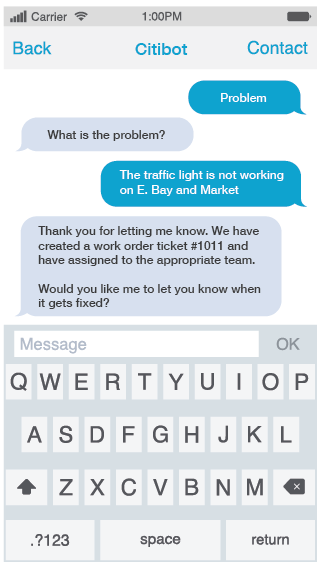 Carrier 1:00PM
Back Citibot Contact
Problem
What is the problem?
The traffic light is not working
on E. Bay and Market
Thank you for letting me know. We have
created a work order ticket #1011 and
have assigned to the appropriate team.
Would you like me to let you know when
it gets fixed?
Message OK
Q W E R T Y U I O P
A S D F G H J K L
Z X C V B N M
.?123 space return